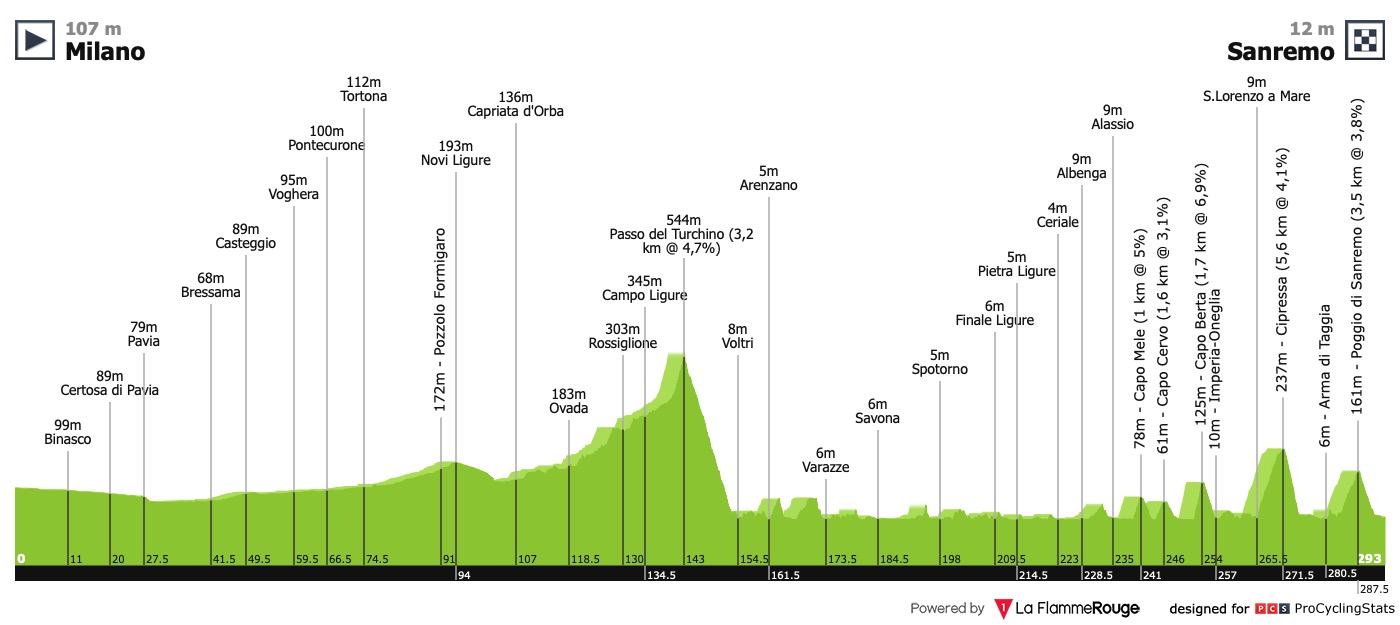 107 m
Milano
12 m
Sanremo
99m
Binasco
89m
Certosa di Pavia
79m
Pavia
68m
Bressama
89m
Casteggio
95m
Voghera
100m
Pontecurone
112m
Tortona
172m - Pozzolo Formigaro
193m
Novi Ligure
136m
Capriata d'Orba
183m
Ovada
303m
Rossiglione
345m
Campo Ligure
544m
Passo del Turchino (3,2
km @ 4,7%)
8m
Voltri
5m
Arenzano
6m
Varazze
6m
Savona
5m
Spotorno
6m
Finale Ligure
5m
Pietra Ligure
4m
Ceriale
9m
Albenga
9m
Alassio
78m - Capo Mele (1 km @ 5%)
61m - Capo Cervo (1,6 km @ 3,1%)
125m - Capo Berta (1,7 km @ 6,9%)
10m - Imperia-Oneglia
9m
S.Lorenzo a Mare
237m - Cipressa (5,6 km @ 4,1%)
6m - Arma di Taggia
161m - Poggio di Sanremo (3,5 km @ 3,8%)
0 11 20 27.5 41.5 49.5 59.5 66.5 74.5 91 107 118.5 130 143 154.5 173.5 184.5 198 209.5 223 235 246 254 265.5 293
94 134.5 161.5 214.5 228.5 241 257 271.5 280.5
287.5
Powered by 1 La FlammeRouge designed for PCS ProCyclingStats